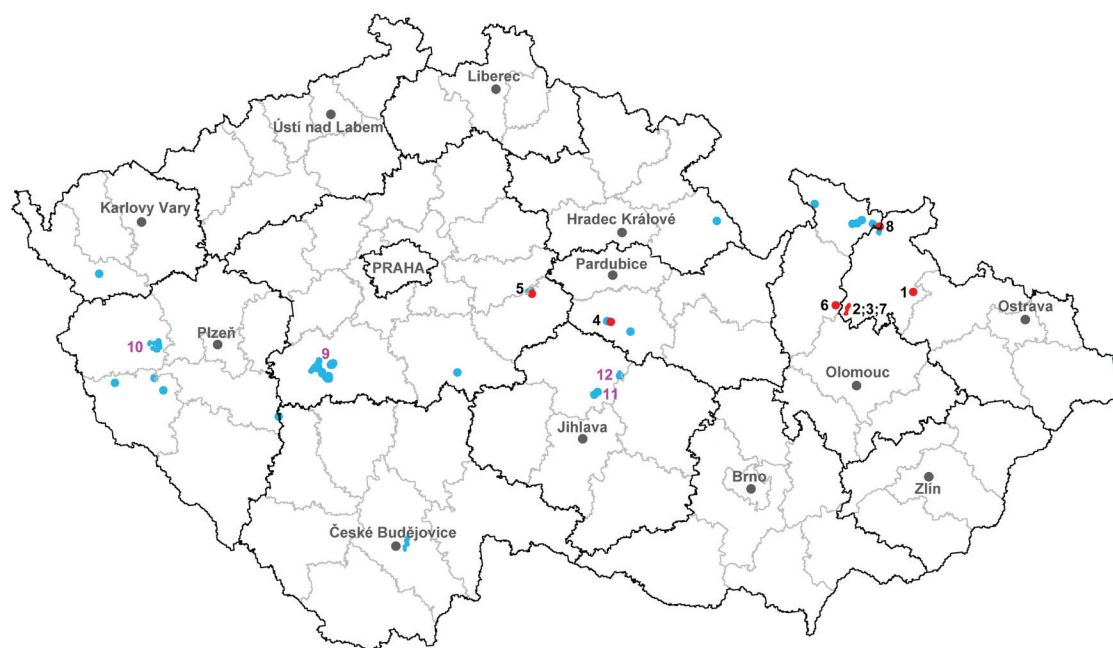 Liberec
Ústí nad Labem
Karlovy Vary
Hradec Králové
8
PRAHA
Pardubice
5
1
6
2;3;7
Ostrava
4
Plzeň
10
9
12
11
Olomouc
Jihlava
Brno
Zlín
České Budějovice